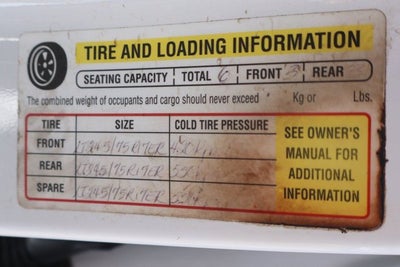 TIRE AND LOADING INFORMATION
SEATING CAPACITY TOTAL 6 FRONT 3 REAR
The combined weight of occupants and cargo should never exceed Kg or Lbs.
TIRE SIZE COLD TIRE PRESSURE
FRONT
REAR
SPARE
SEE OWNER'S
MANUAL FOR
ADDITIONAL
INFORMATION